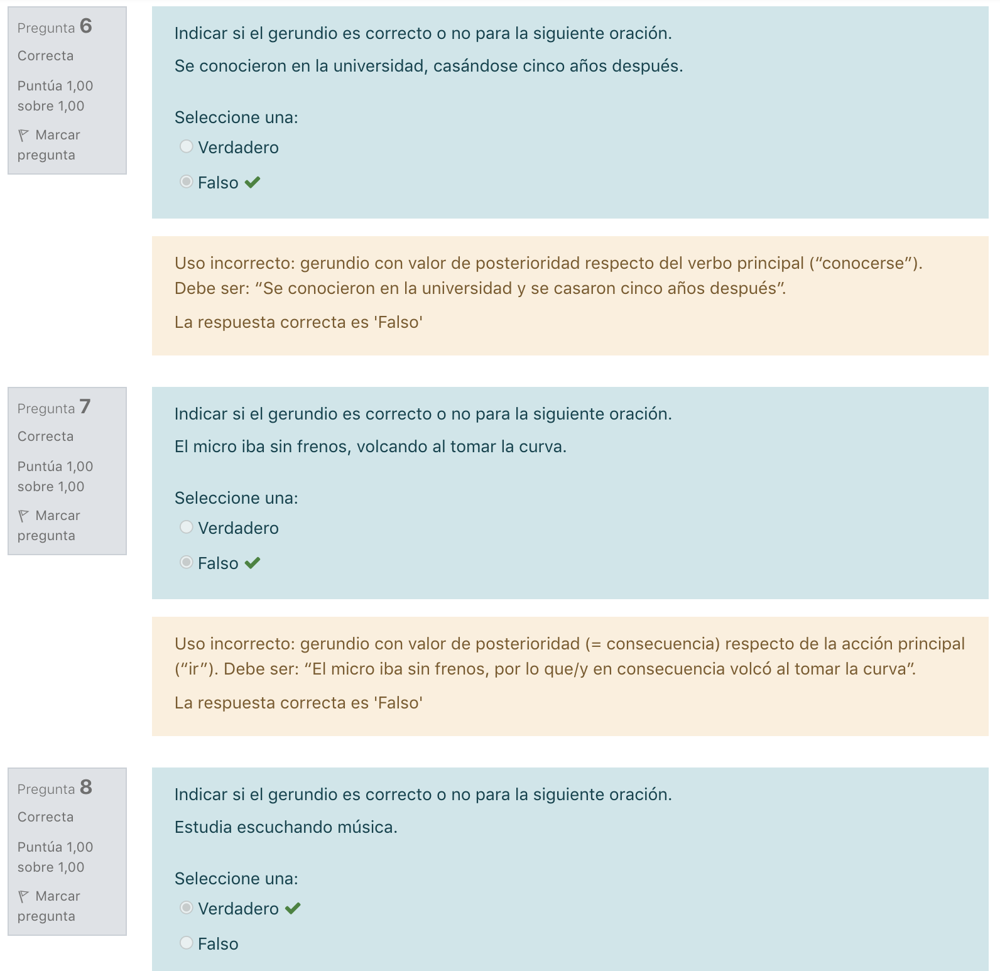 Pregunta 6
Correcta
Puntúa 1,00
sobre 1,00
Marcar
pregunta
Indicar si el gerundio es correcto o no para la siguiente oración.
Se conocieron en la universidad, casándose cinco años después.
Seleccione una:
Verdadero
Falso
Uso incorrecto: gerundio con valor de posterioridad respecto del verbo principal (“conocerse”).
Debe ser: “Se conocieron en la universidad y se casaron cinco años después”.
La respuesta correcta es 'Falso'
Pregunta 7
Correcta
Puntúa 1,00
sobre 1,00
Marcar
pregunta
Indicar si el gerundio es correcto o no para la siguiente oración.
El micro iba sin frenos, volcando al tomar la curva.
Seleccione una:
Verdadero
Falso
Uso incorrecto: gerundio con valor de posterioridad (= consecuencia) respecto de la acción principal
(“ir”). Debe ser: “El micro iba sin frenos, por lo que/y en consecuencia volcó al tomar la curva”.
La respuesta correcta es 'Falso'
Pregunta 8
Correcta
Puntúa 1,00
sobre 1,00
Marcar
pregunta
Indicar si el gerundio es correcto o no para la siguiente oración.
Estudia escuchando música.
Seleccione una:
Verdadero
Falso